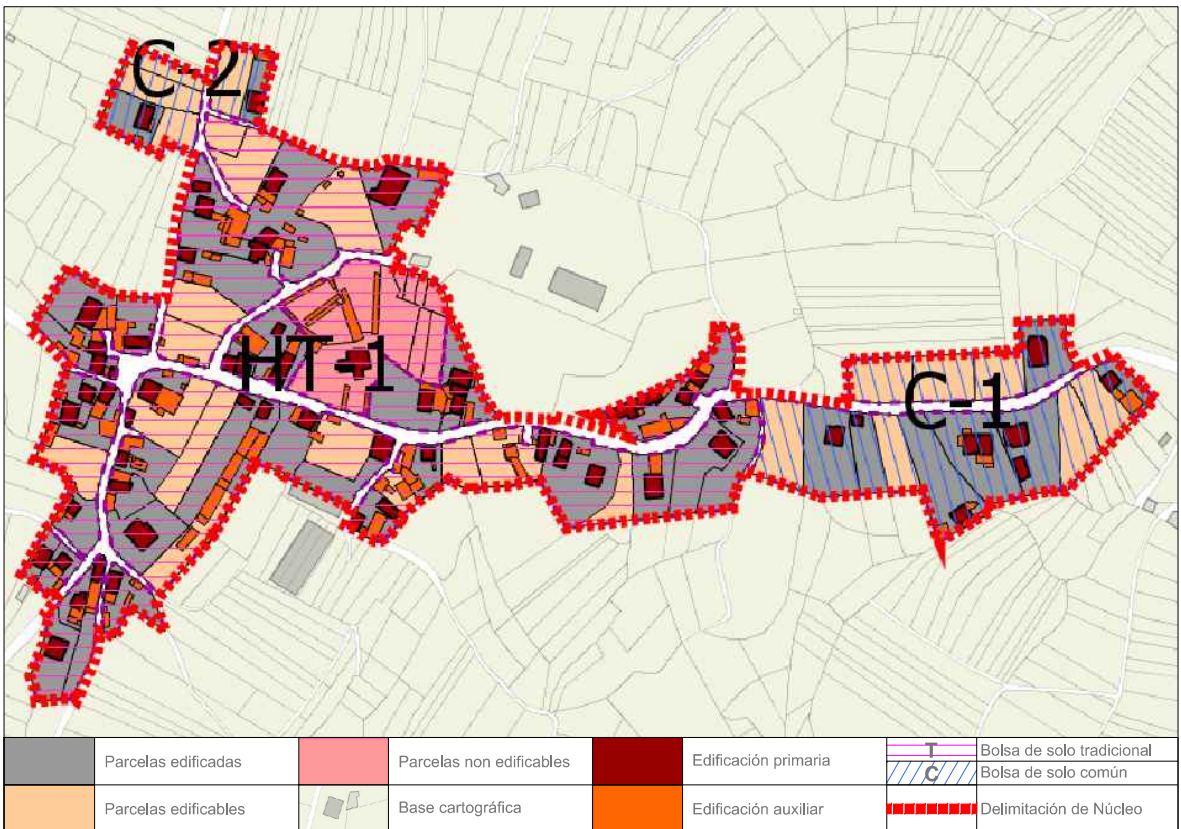 C-2
HT-1
C-1
Parcelas edificadas
Parcelas non edificables
Edificación primaria
T
Bolsa de solo tradicional
C
Bolsa de solo común
Parcelas edificables
Base cartográfica
Edificación auxiliar
Delimitación de Núcleo